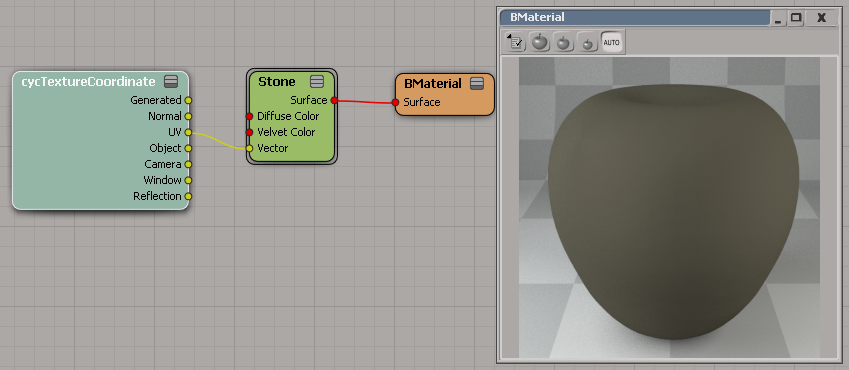 cycTextureCoordinate
Generated
Normal
UV
Object
Camera
Window
Reflection
Stone
Surface
Diffuse Color
Velvet Color
Vector
BMaterial
Surface
BMaterial
AUTO